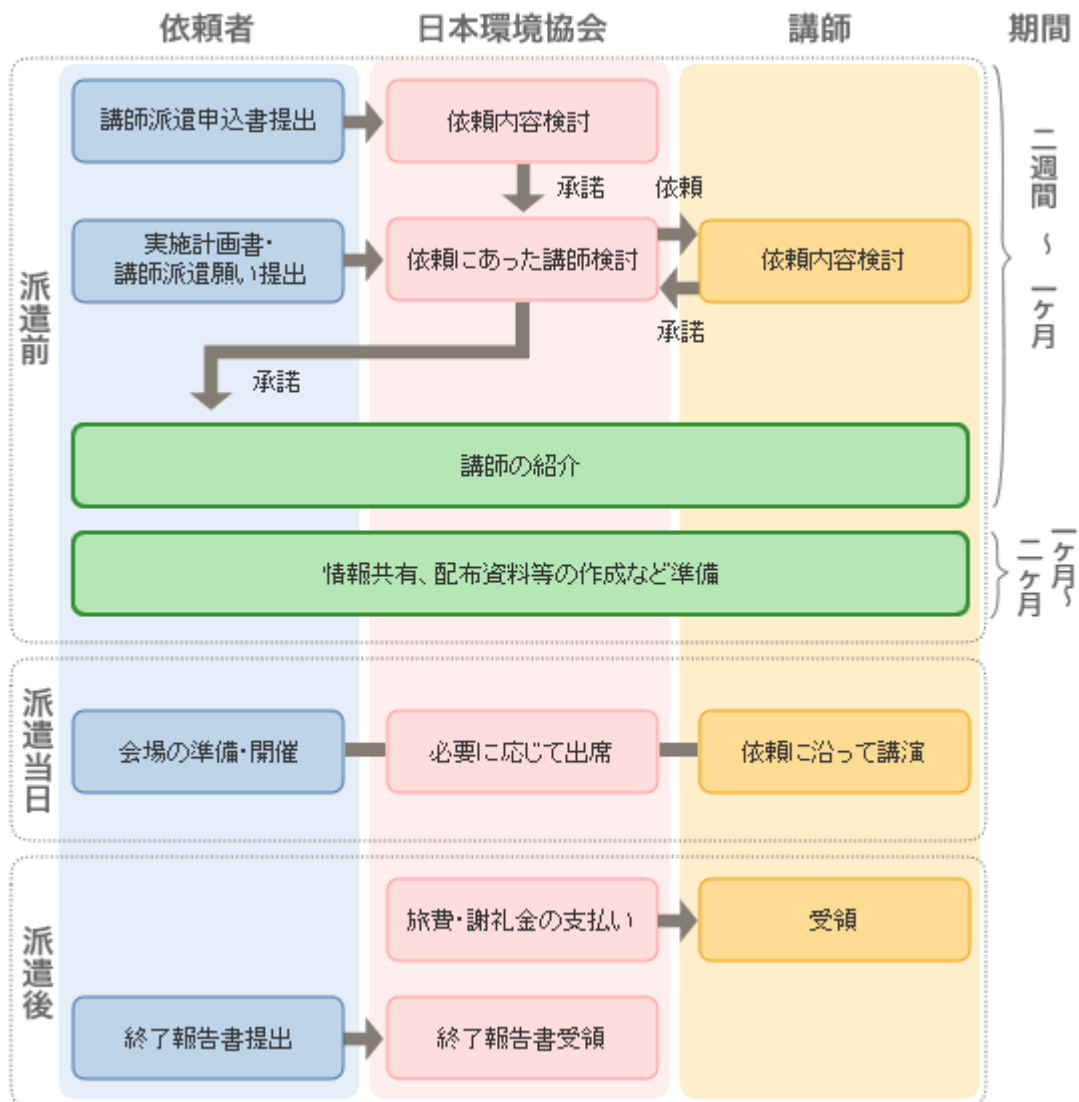 依頼者
日本環境協会
講師
期間
派遣前
講師派遣申込書提出
依頼内容検討
承諾
依頼
実施計画書・
講師派遣願い提出
依頼にあった講師検討
依頼内容検討
承諾
承諾
講師の紹介
二週間 ~ 一ヶ月
情報共有、配布資料等の作成など準備
一ヶ月~
二ヶ月
派遣当日
会場の準備・開催
必要に応じて出席
依頼に沿って講演
派遣後
旅費・謝礼金の支払い
受領
終了報告書提出
終了報告書受領